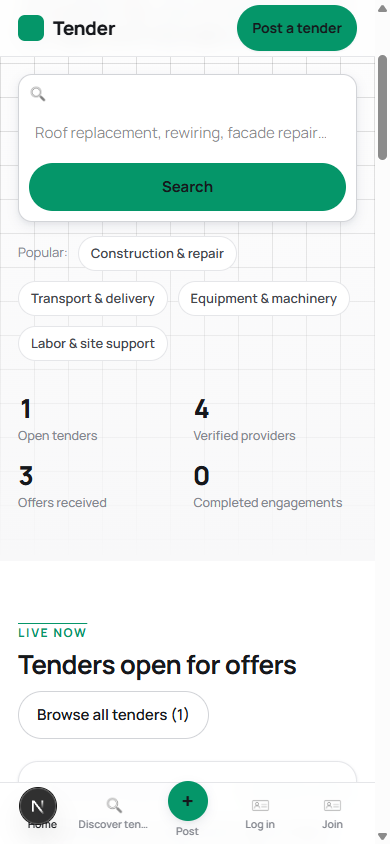 Tender
Post a tender
Roof replacement, rewiring, facade repair...
Search
Popular:
Construction & repair
Transport & delivery
Equipment & machinery
Labor & site support
1
4
Open tenders
Verified providers
3
0
Offers received
Completed engagements
LIVE NOW
Tenders open for offers
Browse all tenders (1)
N
+
Home
Discover ten...
Post
Log in
Join